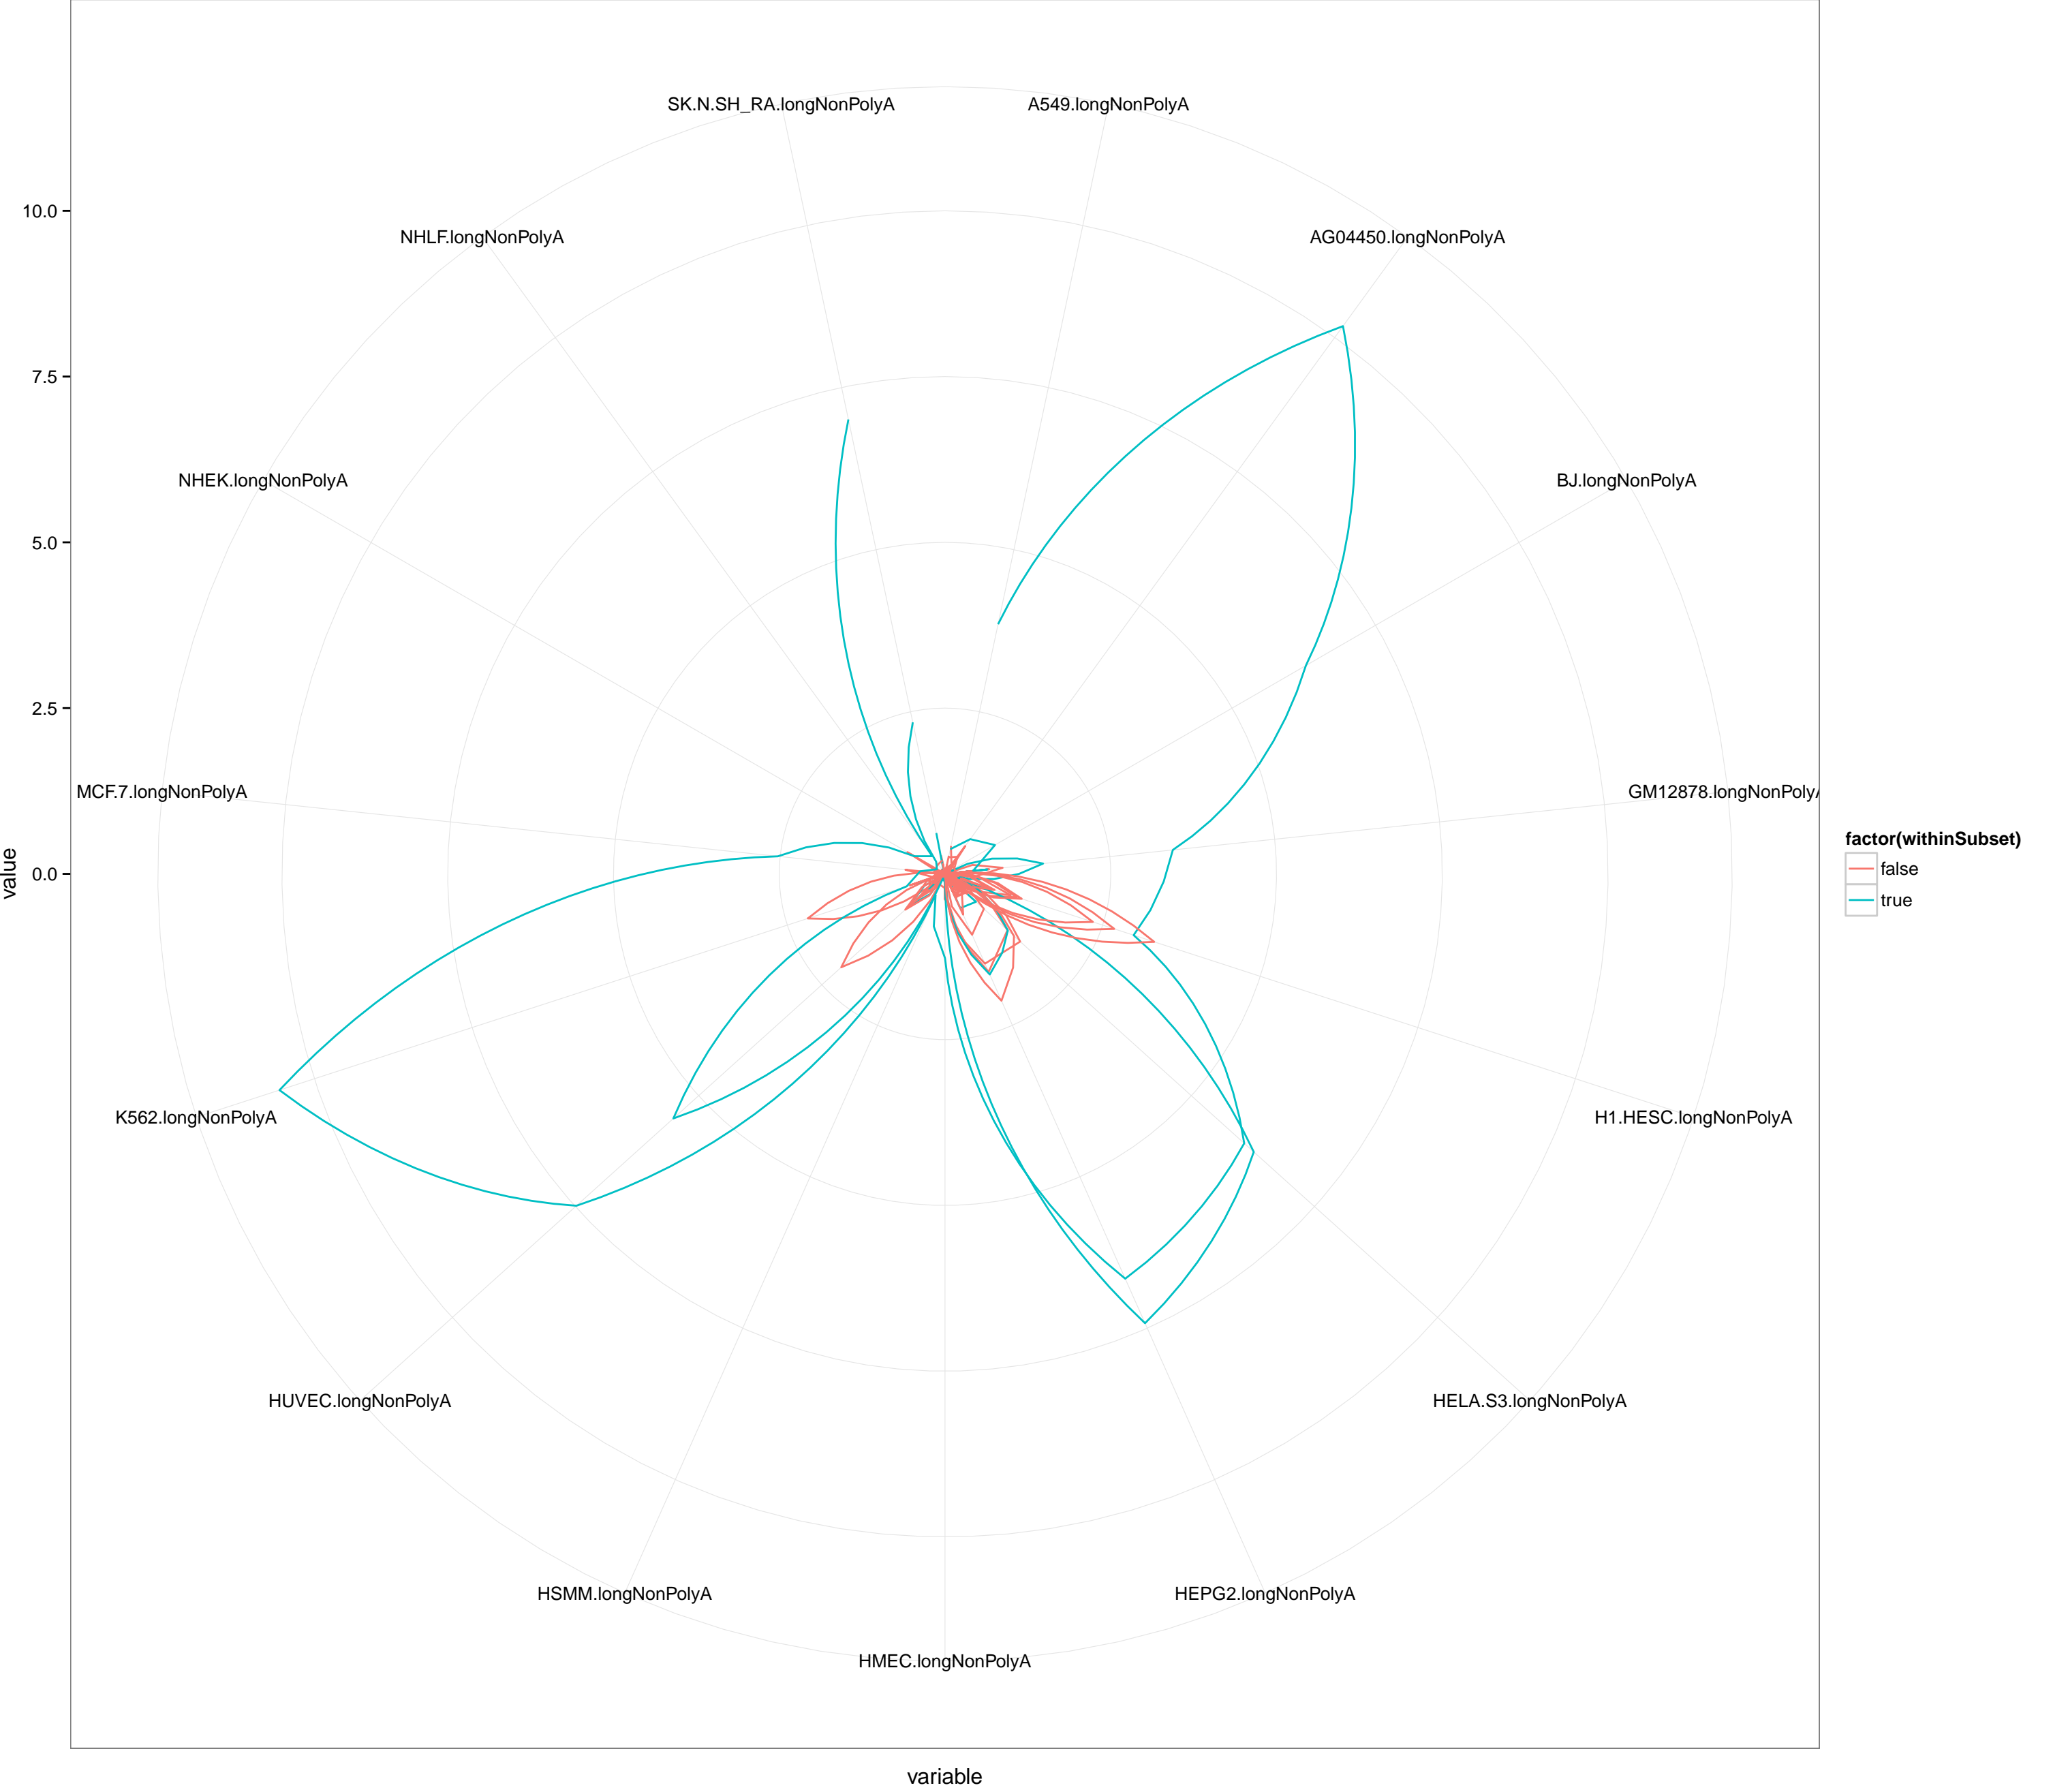 SK.N.SH_RA.longNonPolyA
A549.longNonPolyA
NHLF.longNonPolyA
AG04450.longNonPolyA
NHEK.longNonPolyA
BJ.longNonPolyA
MCF.7.longNonPolyA
GM12878.longNonPolyA
K562.longNonPolyA
H1.HESC.longNonPolyA
HUVEC.longNonPolyA
HELA.S3.longNonPolyA
HSMM.longNonPolyA
HEPG2.longNonPolyA
HMEC.longNonPolyA
10.0
7.5
5.0
2.5
0.0
value
variable
factor(withinSubset)
false
true